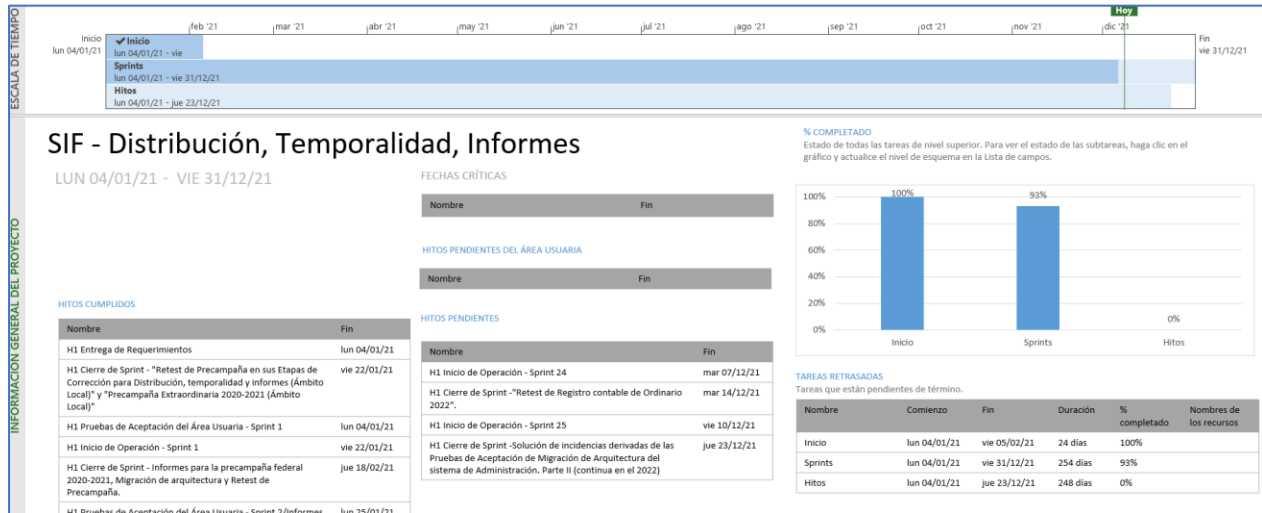 ESCALA DE TIEMPO
Hoy
feb '21 mar '21 abr '21 may '21 jun '21 jul '21 ago '21 sep '21 oct '21 nov '21 dic '21
Inicio
lun 04/01/21
Inicio
lun 04/01/21 - vie
Sprints
lun 04/01/21 - vie 31/12/21
Hitos
lun 04/01/21 - jue 23/12/21
Fin
vie 31/12/21
INFORMACIÓN GENERAL DEL PROYECTO
SIF - Distribución, Temporalidad, Informes
LUN 04/01/21 - VIE 31/12/21
HITOS CUMPLIDOS
Nombre Fin
H1 Entrega de Requerimientos lun 04/01/21
H1 Cierre de Sprint - "Retest de Precampaña en sus Etapas de vie 22/01/21
Corrección para Distribución, temporalidad y informes (Ámbito
Local)" y "Precampaña Extraordinaria 2020-2021 (Ámbito
Local)"
H1 Pruebas de Aceptación del Área Usuaria - Sprint 1 lun 04/01/21
H1 Inicio de Operación - Sprint 1 vie 22/01/21
H1 Cierre de Sprint - Informes para la precampaña federal jue 18/02/21
2020-2021, Migración de arquitectura y Retest de
Precampaña.
H1 Pruebas de Aceptación del Área Usuaria - Sprint 2/Informes lun 25/01/21
FECHAS CRÍTICAS
Nombre Fin
HITOS PENDIENTES DEL ÁREA USUARIA
Nombre Fin
HITOS PENDIENTES
Nombre Fin
H1 Inicio de Operación - Sprint 24 mar 07/12/21
H1 Cierre de Sprint -"Retest de Registro contable de Ordinario mar 14/12/21
2022".
H1 Inicio de Operación - Sprint 25 vie 10/12/21
H1 Cierre de Sprint -Solución de incidencias derivadas de las jue 23/12/21
Pruebas de Aceptación de Migración de Arquitectura del
sistema de Administración. Parte II (continua en el 2022)
% COMPLETADO
Estado de todas las tareas de nivel superior. Para ver el estado de las subtareas, haga clic en el
gráfico y actualice el nivel de esquema en la Lista de campos.
100%
80%
60%
40%
20%
0%
100%
93%
0%
Inicio Sprints Hitos
TAREAS RETRASADAS
Tareas que están pendientes de término.
Nombre Comienzo Fin Duración % completado Nombres de los recursos
Inicio lun 04/01/21 vie 05/02/21 24 días 100%
Sprints lun 04/01/21 vie 31/12/21 254 días 93%
Hitos lun 04/01/21 jue 23/12/21 248 días 0%